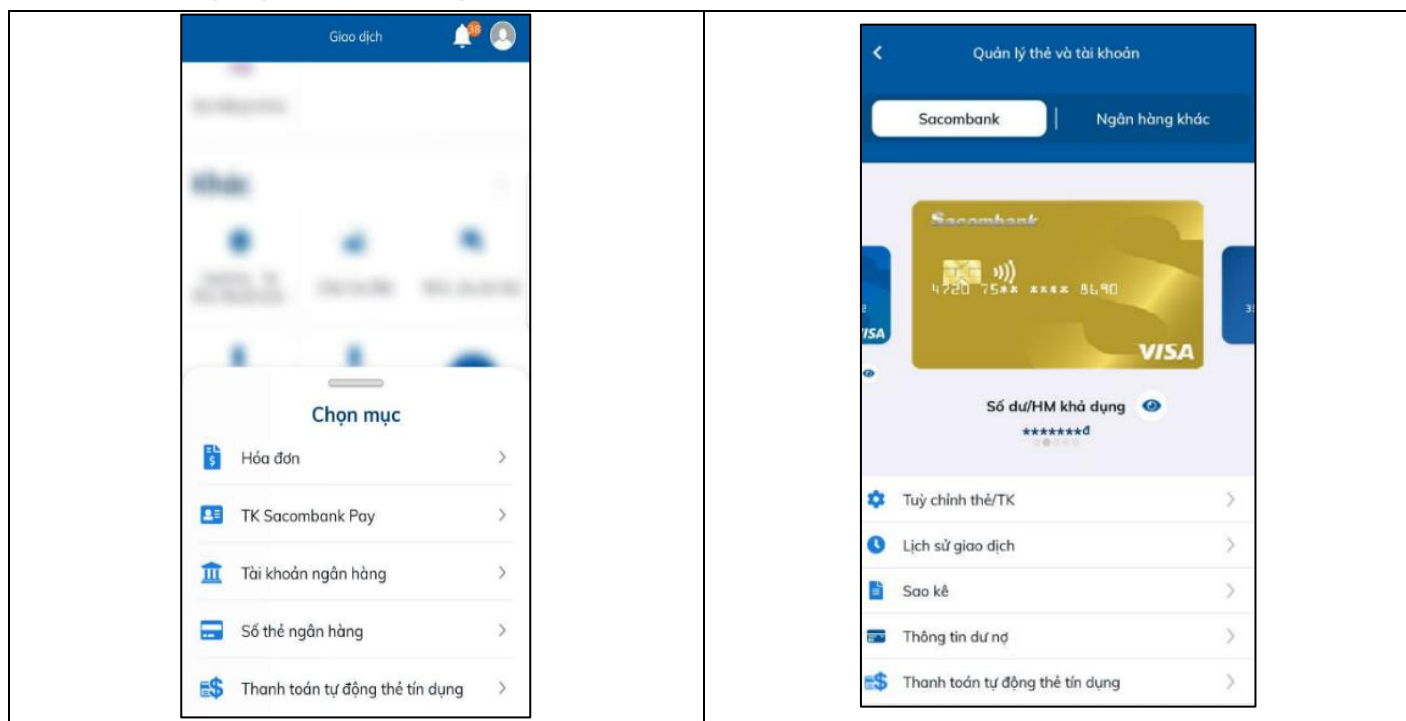 Giao dịch
38
Khác
Chọn mục
Hóa đơn
TK Sacombank Pay
Tài khoản ngân hàng
Số thẻ ngân hàng
Thanh toán tự động thẻ tín dụng
Quản lý thẻ và tài khoản
Sacombank
Ngân hàng khác
Sacombank
4720 75** **** 8690
VISA
VISA
Số dư/HM khả dụng
*******đ
Tuỳ chỉnh thẻ/TK
Lịch sử giao dịch
Sao kê
Thông tin dư nợ
Thanh toán tự động thẻ tín dụng